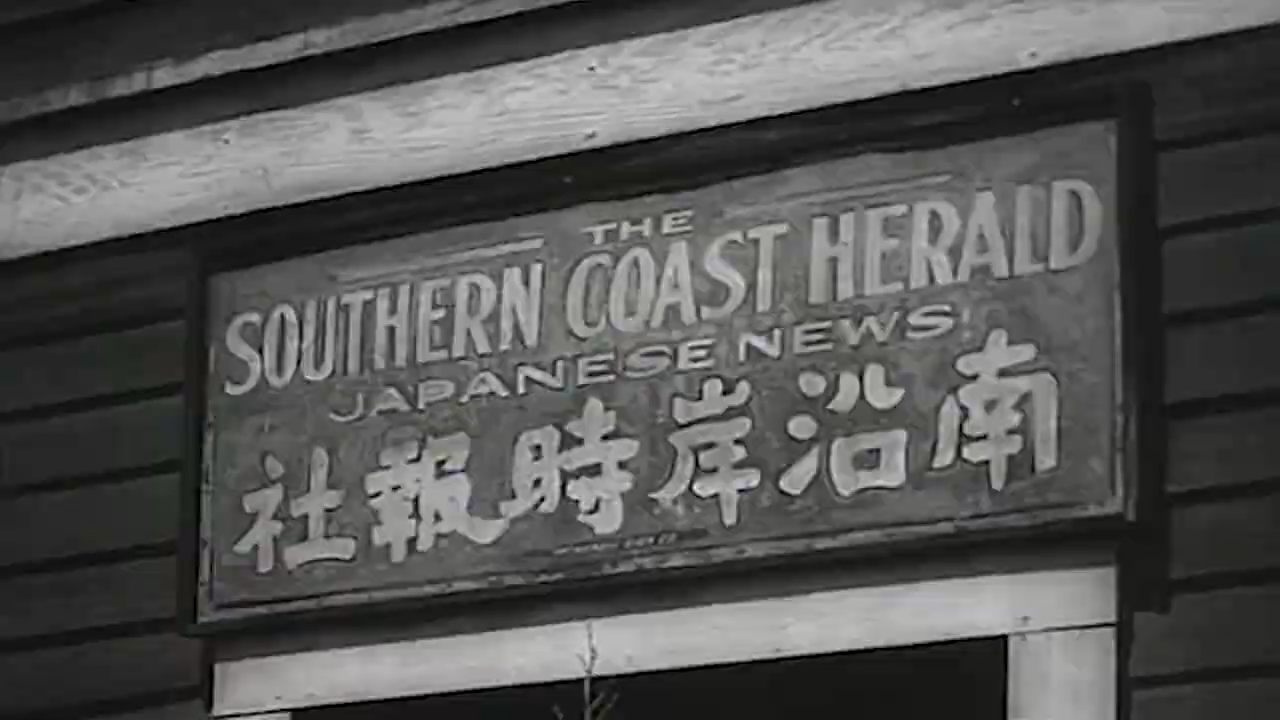 THE
SOUTHERN COAST HERALD
JAPANESE NEWS
南沿岸時報社